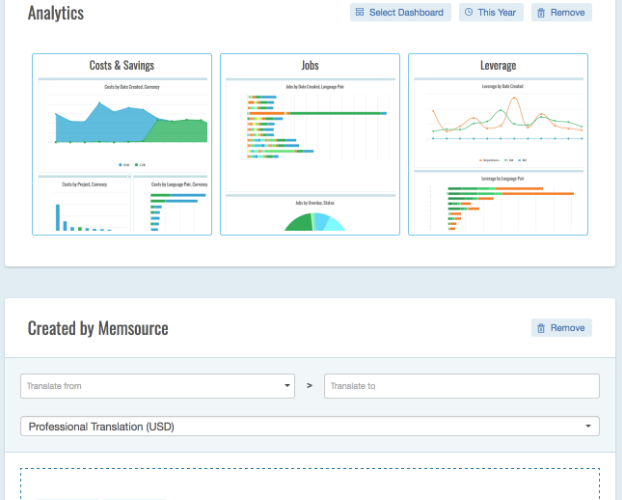 Analytics
Select Dashboard
This Year
Remove
Costs & Savings
Jobs
Leverage
Costs by Date Created, Currency
Jobs by Date Created, Language Pair
Leverage by Date Created
Costs by Project, Currency
Costs by Language Pair, Currency
Jobs by Overdue, Status
Leverage by Language Pair
Created by Memsource
Remove
Translate from
>
Translate to
Professional Translation (USD)